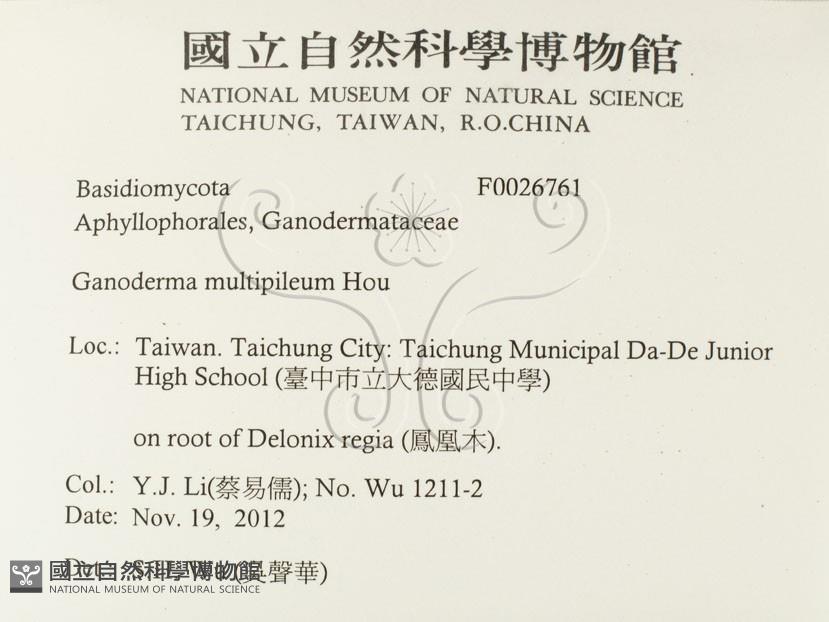 國立自然科學博物館
NATIONAL MUSEUM OF NATURAL SCIENCE
TAICHUNG, TAIWAN, R.O.CHINA
Basidiomycota F0026761
Aphyllophorales, Ganodermataceae
Ganoderma multipileum Hou
Loc.: Taiwan. Taichung City: Taichung Municipal Da-De Junior
High School (臺中市立大德國民中學)
on root of Delonix regia (鳳凰木).
Col.: Y.J. Li(蔡易儒); No. Wu 1211-2
Date: Nov. 19, 2012
(吳聲華)
國立自然科學博物館
NATIONAL MUSEUM OF NATURAL SCIENCE